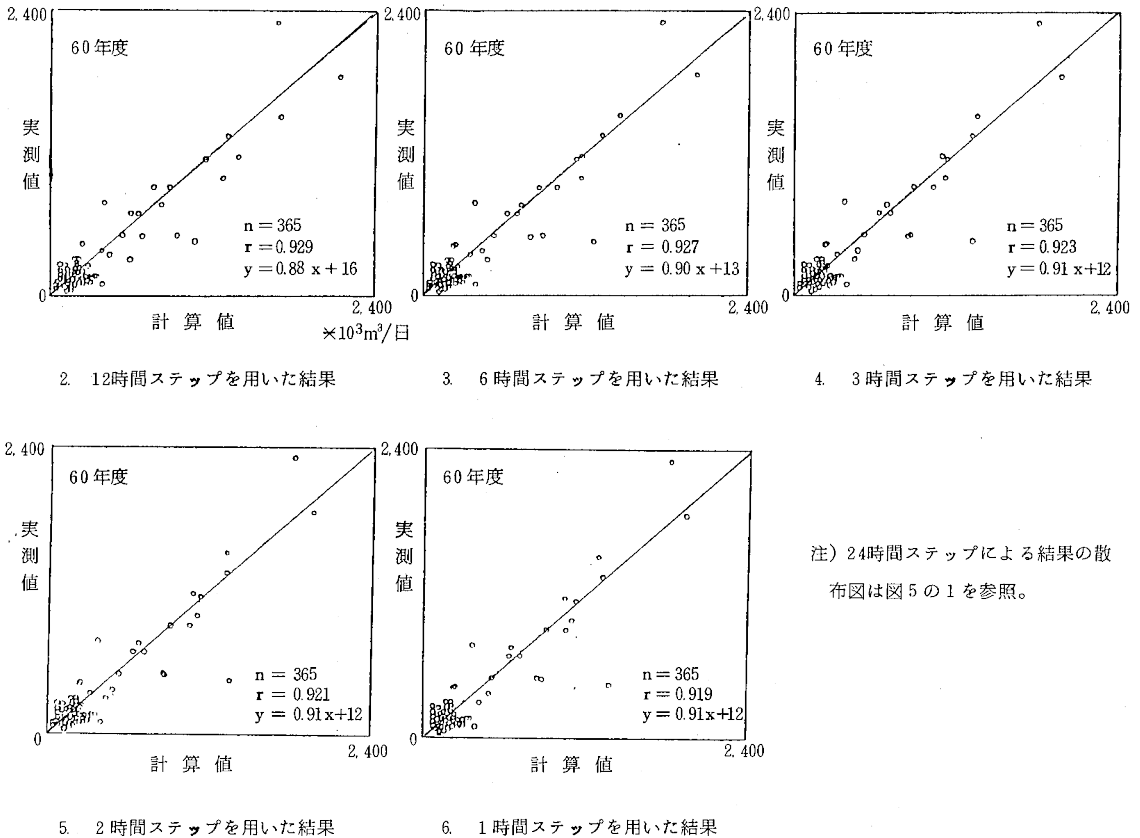 2,400
60年度
実測値
n = 365
r = 0.929
y = 0.88 x + 16
0
2,400
計算値
※10³m³/日
2. 12時間ステップを用いた結果
2,400
60年度
実測値
n = 365
r = 0.927
y = 0.90 x + 13
0
2,400
計算値
3. 6時間ステップを用いた結果
2,400
60年度
実測値
n = 365
r = 0.923
y = 0.91 x + 12
0
2,400
計算値
4. 3時間ステップを用いた結果
2,400
60年度
実測値
n = 365
r = 0.921
y = 0.91x+12
0
2,400
計算値
5. 2時間ステップを用いた結果
60年度
実測値
n = 365
r = 0.919
y = 0.91x+12
0
2,400
計算値
6. 1時間ステップを用いた結果
注) 24時間ステップによる結果の散
布図は図5の1を参照。